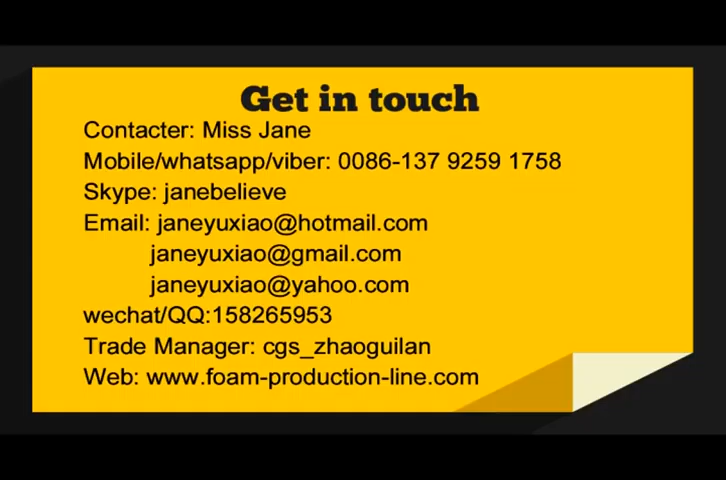 Get in touch
Contacter: Miss Jane
Mobile/whatsapp/viber: 0086-137 9259 1758
Skype: janebelieve
Email: janeyuxiao@hotmail.com
janeyuxiao@gmail.com
janeyuxiao@yahoo.com
wechat/QQ:158265953
Trade Manager: cgs_zhaoguilan
Web: www.foam-production-line.com